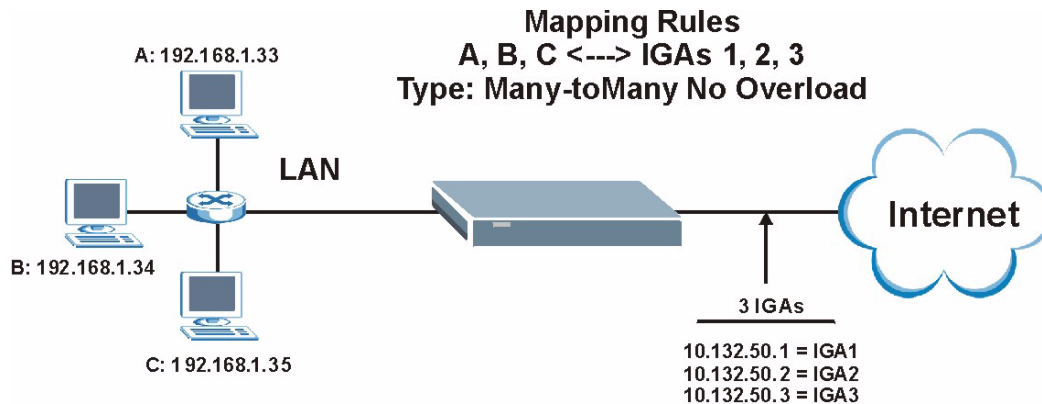 Mapping Rules
A, B, C <---> IGAs 1, 2, 3
Type: Many-toMany No Overload
A: 192.168.1.33
LAN
B: 192.168.1.34
C: 192.168.1.35
Internet
3 IGAs
10.132.50.1 = IGA1
10.132.50.2 = IGA2
10.132.50.3 = IGA3